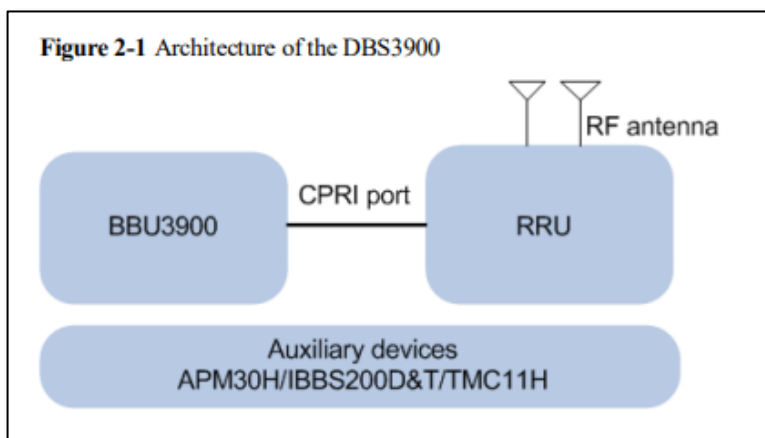 Figure 2-1 Architecture of the DBS3900
RF antenna
CPRI port
BBU3900
RRU
Auxiliary devices
APM30H/IBBS200D&T/TMC11H